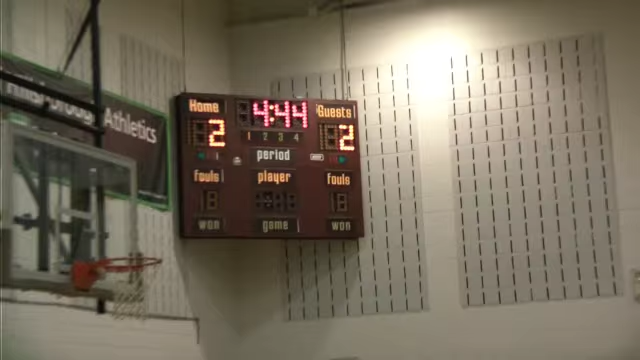 Athletics
Home 4:44 Guests
2 2
1 2 3 4
period
fouls player fouls
won game won